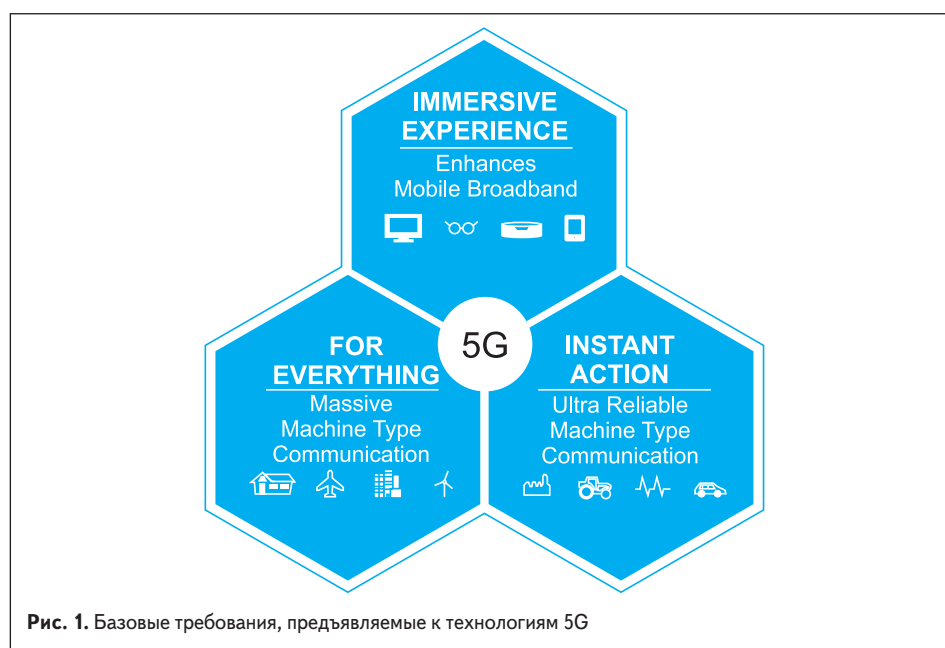 IMMERSIVE
EXPERIENCE
Enhances
Mobile Broadband
5G
FOR
EVERYTHING
Massive
Machine Type
Communication
INSTANT
ACTION
Ultra Reliable
Machine Type
Communication
Рис. 1. Базовые требования, предъявляемые к технологиям 5G